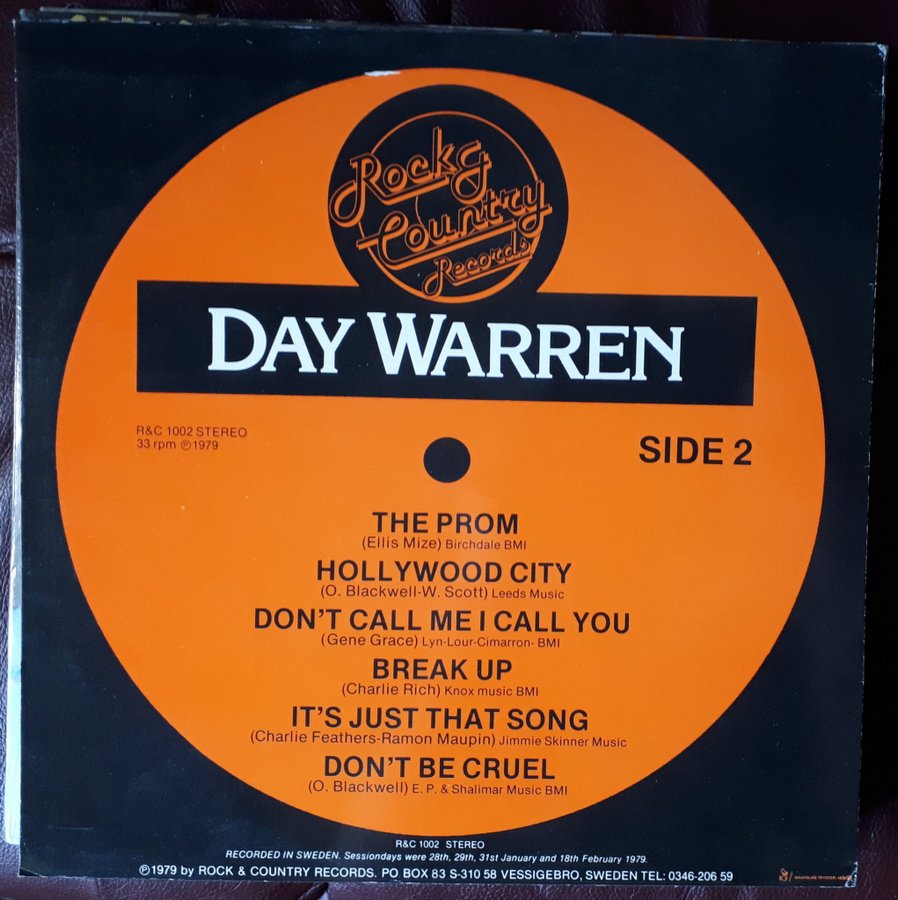 Rock &
Country
Records
DAY WARREN
R&C 1002 STEREO
33 rpm ℗ 1979
SIDE 2
THE PROM
(Ellis Mize) Birchdale BMI
HOLLYWOOD CITY
(O. Blackwell-W. Scott) Leeds Music
DON'T CALL ME I CALL YOU
(Gene Grace) Lyn-Lour-Cimarron- BMI
BREAK UP
(Charlie Rich) Knox music BMI
IT'S JUST THAT SONG
(Charlie Feathers-Ramon Maupin) Jimmie Skinner Music
DON'T BE CRUEL
(O. Blackwell) E. P. & Shalimar Music BMI
R&C 1002 STEREO
RECORDED IN SWEDEN. Sessiondays were 28th, 29th, 31st January and 18th February 1979.
℗ 1979 by ROCK & COUNTRY RECORDS. PO BOX 83 S-310 58 VESSIGEBRO, SWEDEN TEL: 0346-206 59